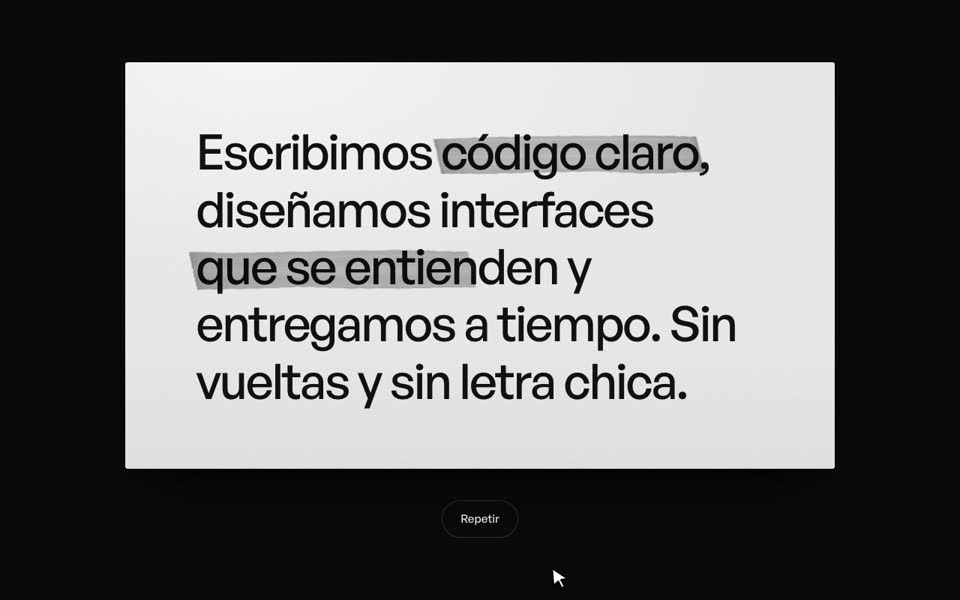 Escribimos código claro,
diseñamos interfaces
que se entienden y
entregamos a tiempo. Sin
vueltas y sin letra chica.
Repetir